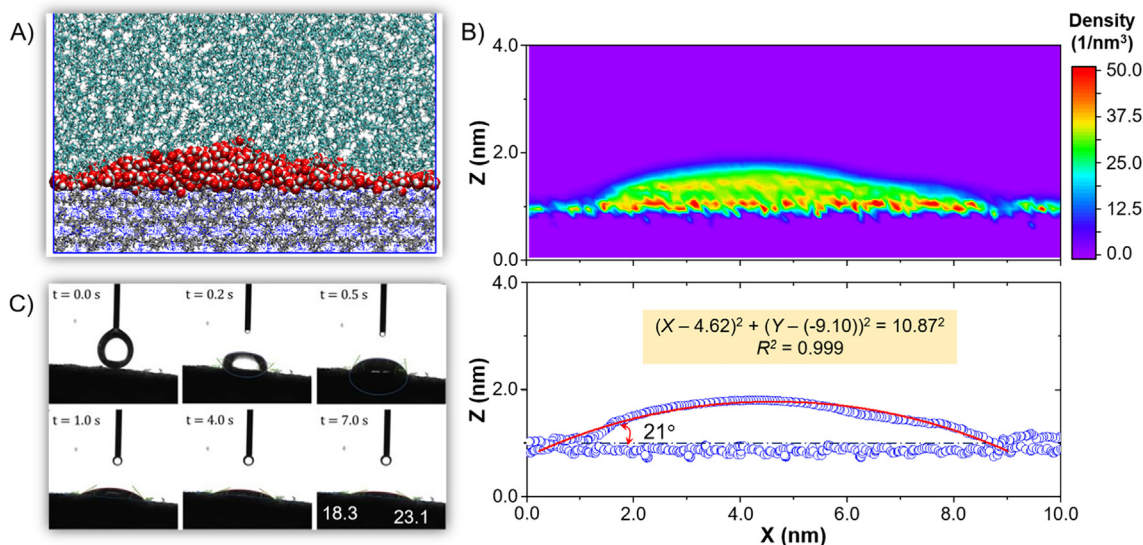 A)
B)
Density
(1/nm³)
50.0
37.5
25.0
12.5
0.0
4.0
2.0
0.0
Z (nm)
C)
t = 0.0 s
t = 0.2 s
t = 0.5 s
t = 1.0 s
t = 4.0 s
t = 7.0 s
18.3
23.1
4.0
2.0
0.0
Z (nm)
(X – 4.62)² + (Y – (-9.10))² = 10.87²
R² = 0.999
21°
0.0
2.0
4.0
6.0
8.0
10.0
X (nm)